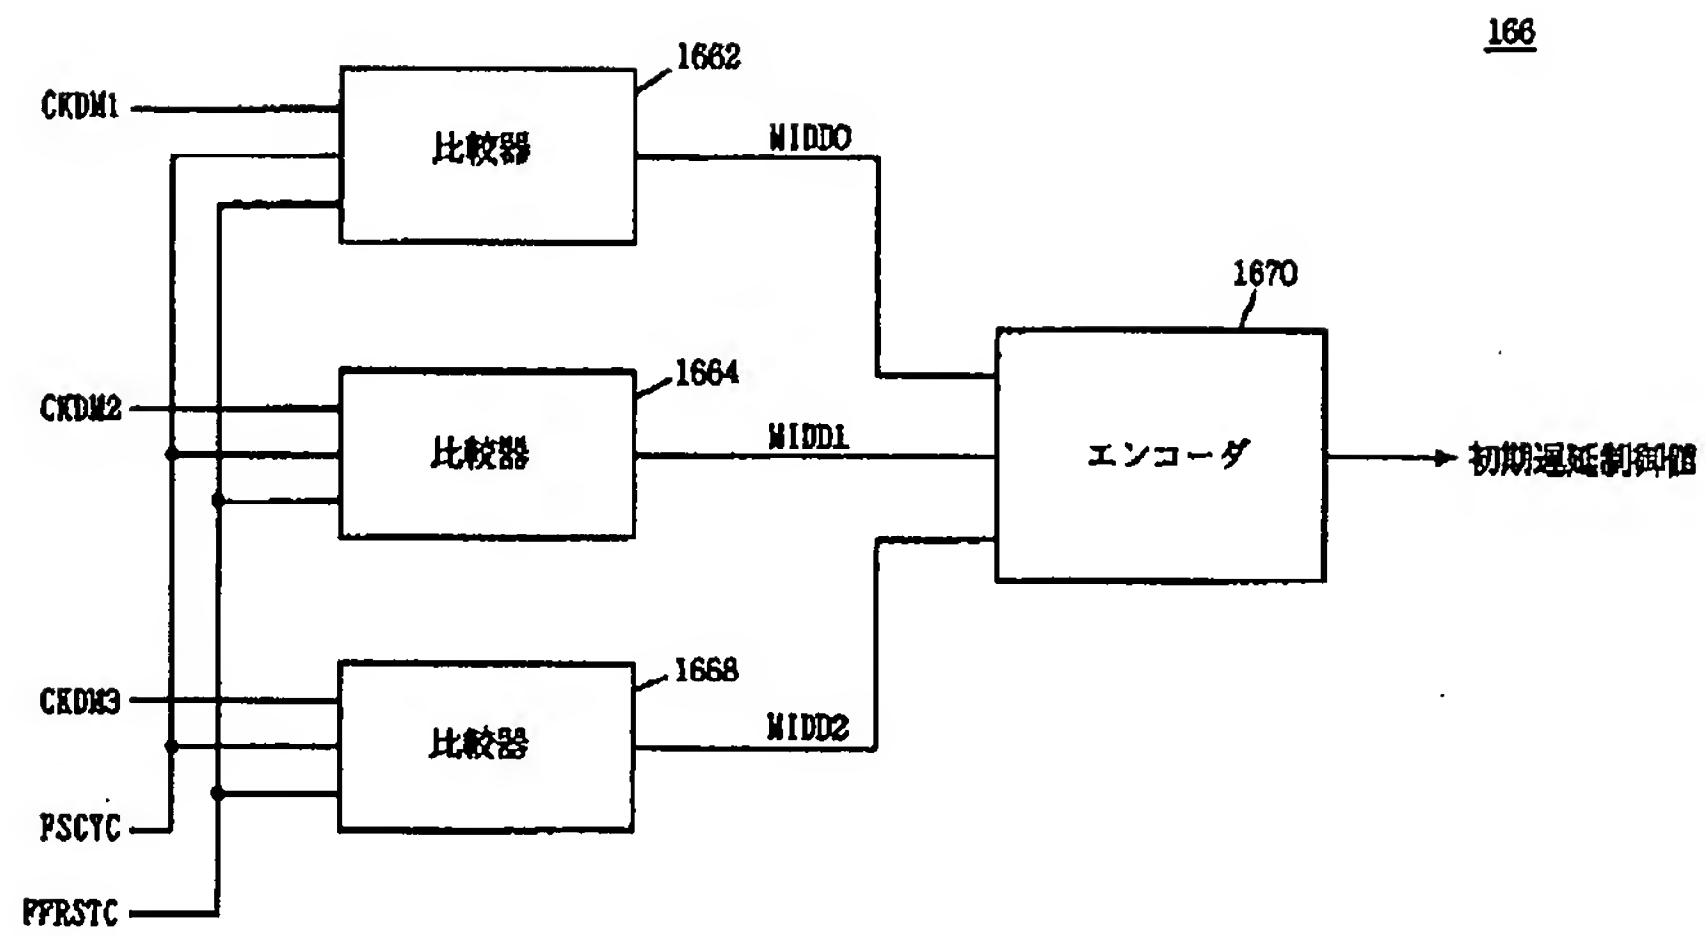 166
1662
CKDM1
比較器
MIDD0
1670
1664
CKDM2
比較器
MIDD1
エンコーダ
初期遅延制御値
1668
CKDM3
比較器
MIDD2
PSCYC
PFRSTC